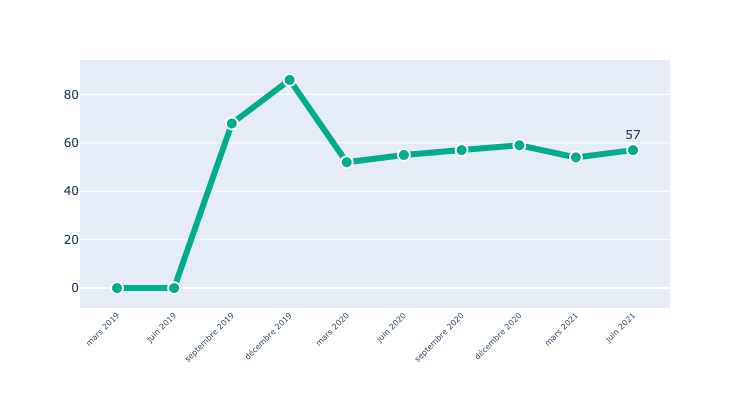 80
60
57
40
20
0
mars 2019
juin 2019
septembre 2019
décembre 2019
mars 2020
juin 2020
septembre 2020
décembre 2020
mars 2021
juin 2021